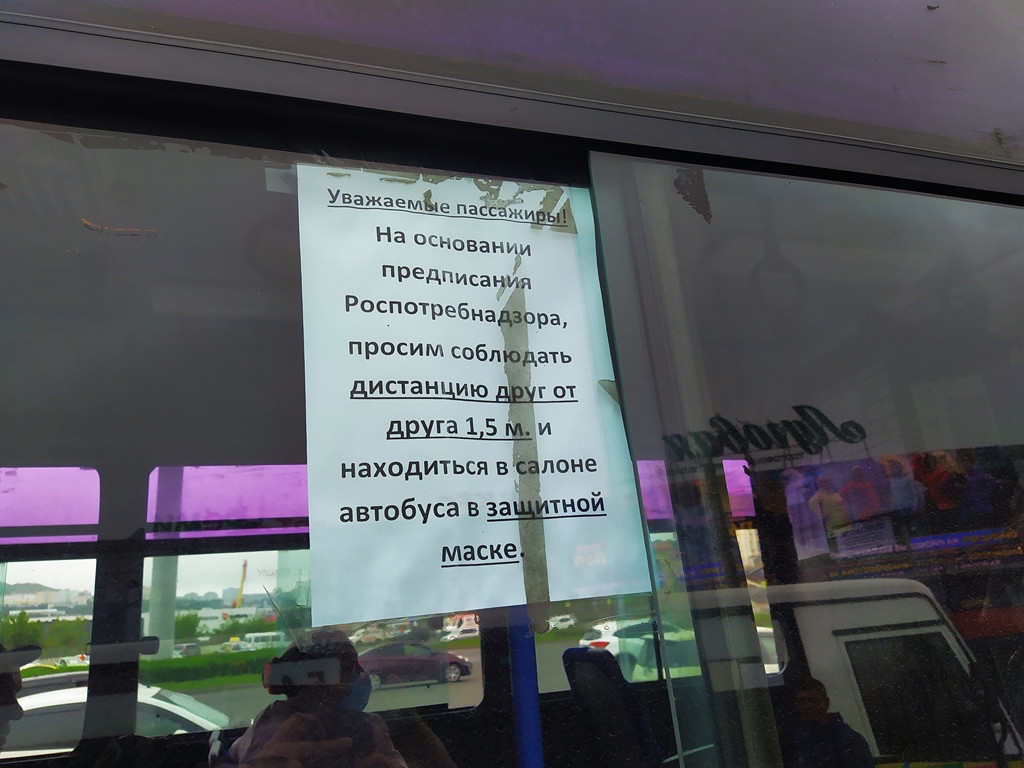 Уважаемые пассажиры!
На основании
предписания
Роспотребнадзора,
просим соблюдать
дистанцию друг от
друга 1,5 м. и
находиться в салоне
автобуса в защитной
маске.
Луговая